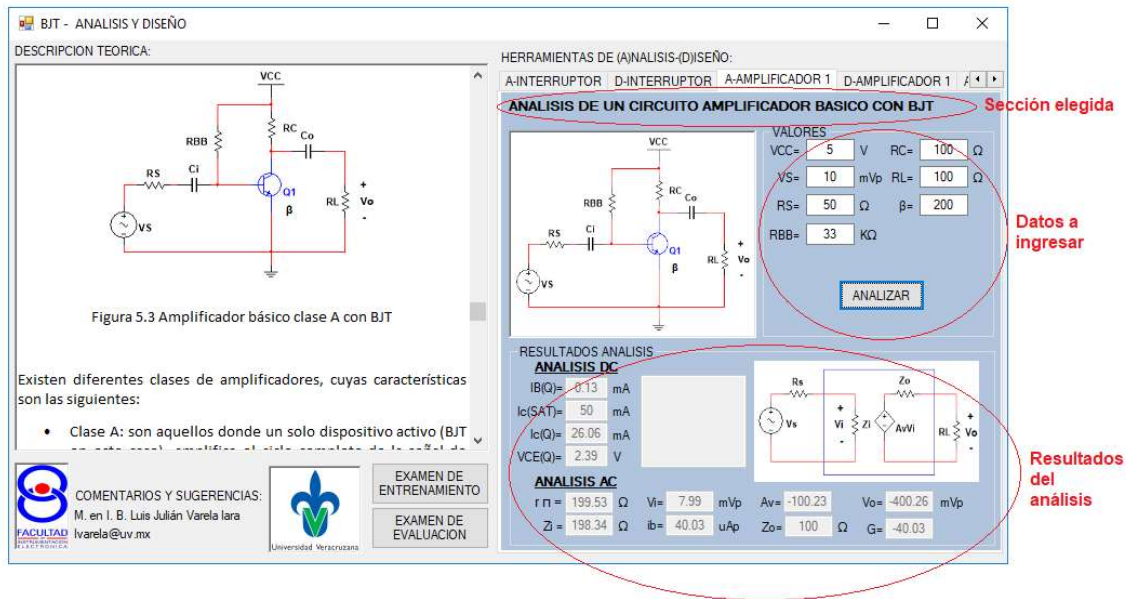 BJT - ANALISIS Y DISEÑO
DESCRIPCION TEORICA:
VCC
RBB
RC
Co
RS
Ci
Q1
β
RL
+
Vo
-
VS
Figura 5.3 Amplificador básico clase A con BJT
Existen diferentes clases de amplificadores, cuyas características
son las siguientes:
• Clase A: son aquellos donde un solo dispositivo activo (BJT
COMENTARIOS Y SUGERENCIAS:
M. en I. B. Luis Julián Varela lara
lvarela@uv.mx
FACULTAD
Universidad Veracruzana
EXAMEN DE
ENTRENAMIENTO
EXAMEN DE
EVALUACION
HERRAMIENTAS DE (A)NALISIS-(D)ISEÑO:
A-INTERRUPTOR D-INTERRUPTOR A-AMPLIFICADOR 1 D-AMPLIFICADOR 1
ANALISIS DE UN CIRCUITO AMPLIFICADOR BASICO CON BJT
Sección elegida
VCC
RBB
RC
Co
RS
Ci
Q1
β
RL
+
Vo
-
VS
VALORES
VCC= 5 V RC= 100 Ω
VS= 10 mVp RL= 100 Ω
RS= 50 Ω β= 200
RBB= 33 KΩ
ANALIZAR
Datos a
ingresar
RESULTADOS ANALISIS
ANALISIS DC
IB(Q)= 0.13 mA
Ic(SAT)= 50 mA
Ic(Q)= 26.06 mA
VCE(Q)= 2.39 V
Rs
Zo
Vs
+
Vi
-
Zi
AvVi
RL
+
Vo
-
ANALISIS AC
r π = 199.53 Ω Vi= 7.99 mVp Av= -100.23 Vo= -400.26 mVp
Zi = 198.34 Ω ib= 40.03 uAp Zo= 100 Ω G= -40.03
Resultados
del
análisis